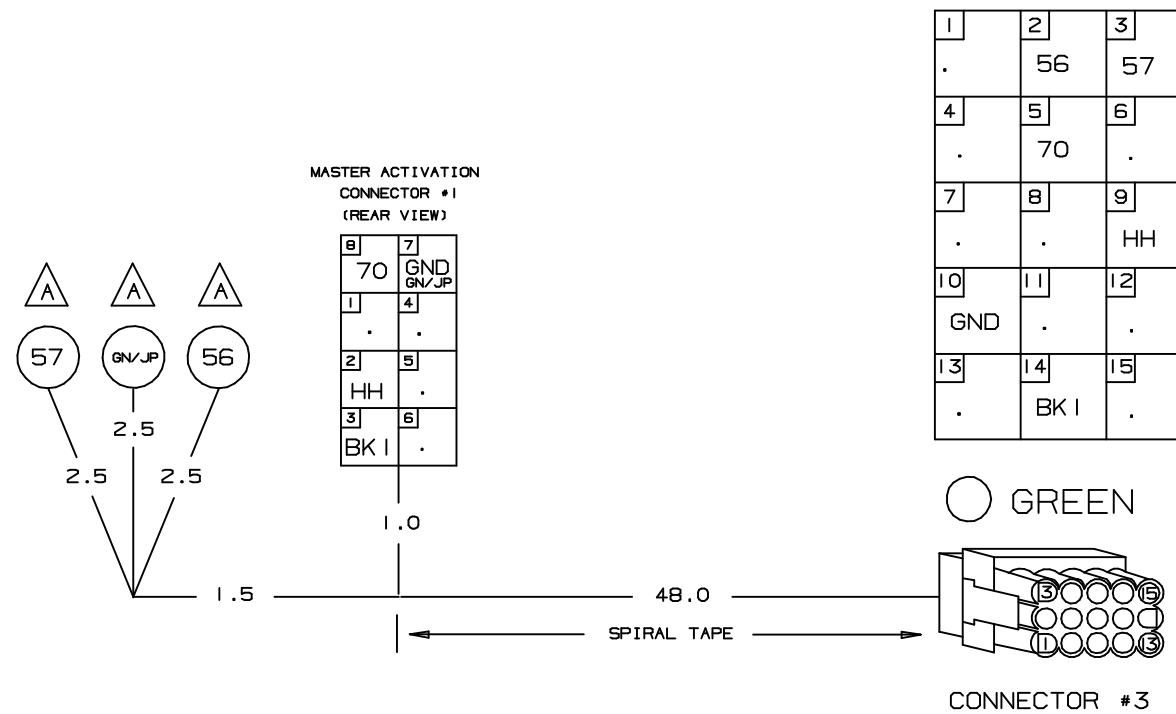 1 2 3
. 56 57
4 5 6
. 70 .
7 8 9
. . HH
10 11 12
GND . .
13 14 15
. BK1 .
MASTER ACTIVATION
CONNECTOR #1
(REAR VIEW)
8 7
70 GND
GN/JP
1 4
. .
2 5
HH .
3 6
BK1 .
A A A
57 GN/JP 56
2.5
2.5 2.5
1.0
1.5 48.0
SPIRAL TAPE
GREEN
3 15
1 13
CONNECTOR #3